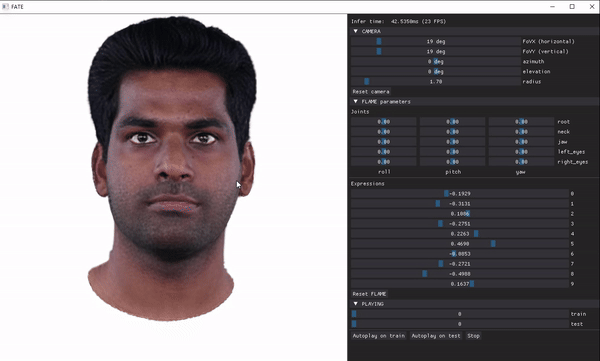 FATE
Infer time: 42.5350ms (23 FPS)
▼ CAMERA
19 deg FoVX (horizontal)
19 deg FoVY (vertical)
0 deg azimuth
0 deg elevation
1.70 radius
Reset camera
▼ FLAME parameters
Joints
0.00 0.00 0.00 root
0.00 0.00 0.00 neck
0.00 0.00 0.00 jaw
0.00 0.00 0.00 left_eyes
0.00 0.00 0.00 right_eyes
roll pitch yaw
Expressions
-0.1929 0
-0.3131 1
0.1086 2
-0.2751 3
0.2263 4
0.4690 5
-0.0853 6
-0.2721 7
-0.4988 8
0.1637 9
Reset FLAME
▼ PLAYING
0 train
0 test
Autoplay on train Autoplay on test Stop